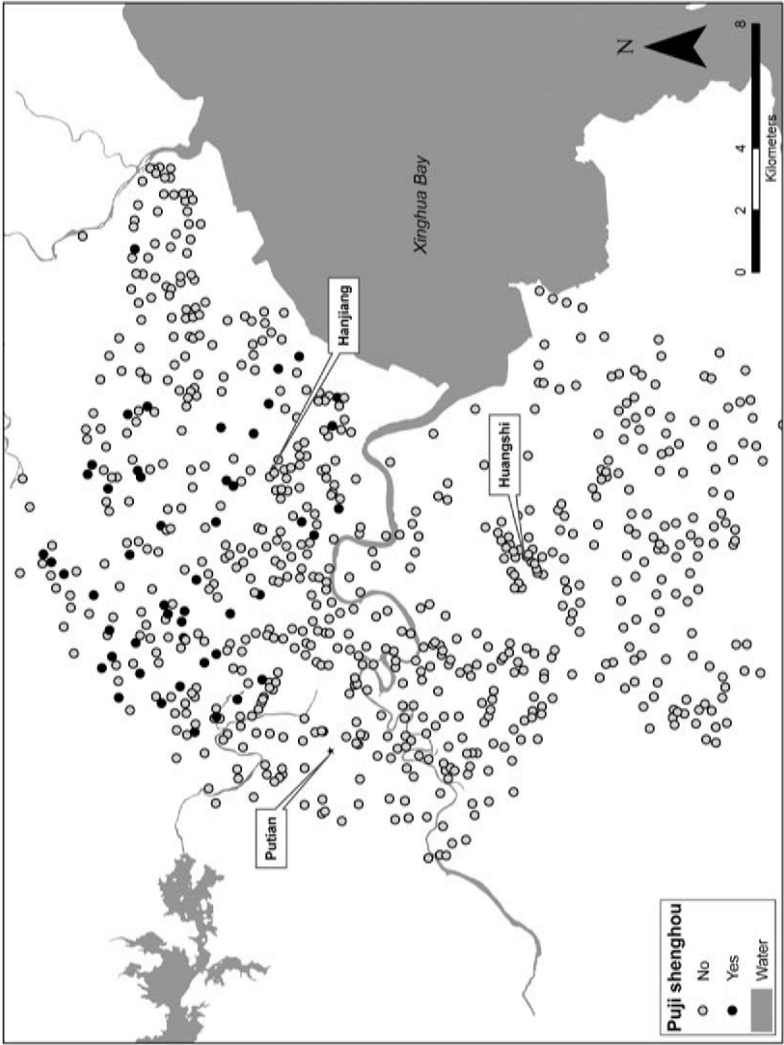 Xinghua Bay
Hanjiang
Huangshi
Putian
N
0 2 4 8
Kilometers
Puji shenghou
No
Yes
Water